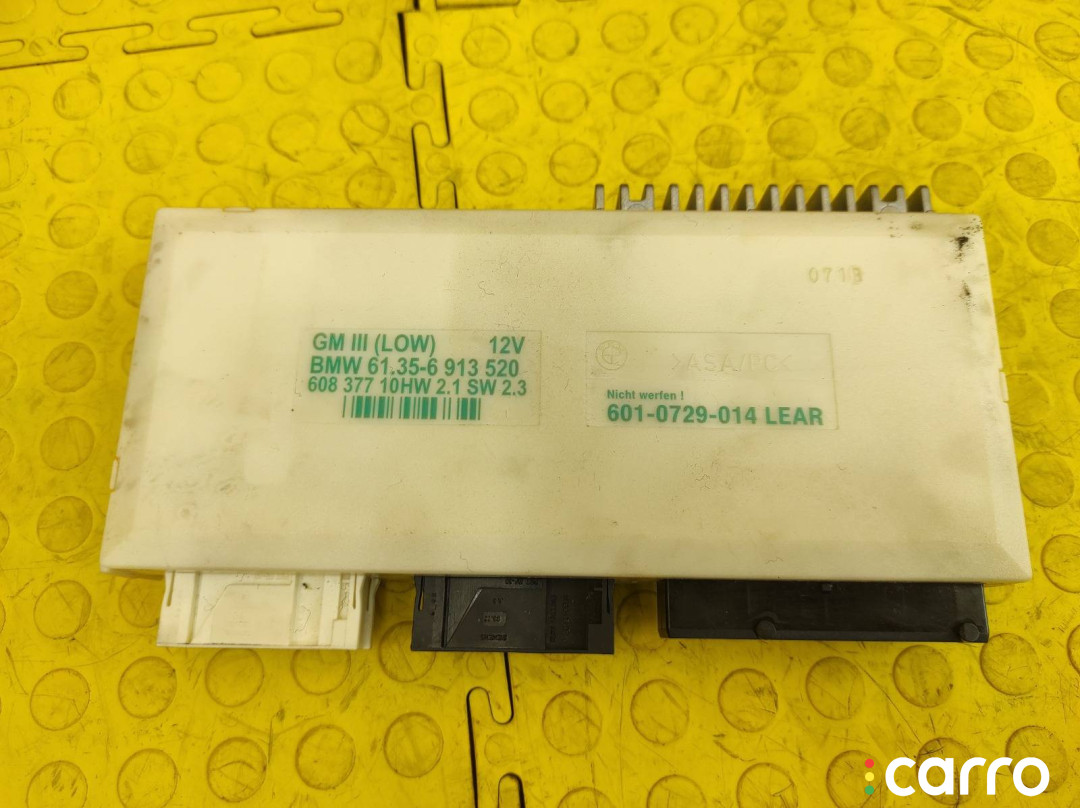 0713
GM III (LOW) 12V
BMW 61.35-6 913 520
608 377 10HW 2.1 SW 2.3
>ASA/PC<
Nicht werfen !
601-0729-014 LEAR
carro